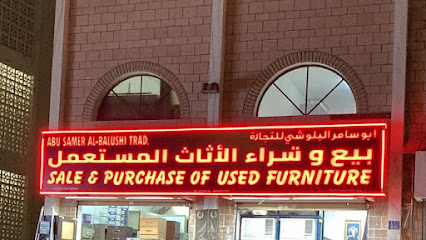 ABU SAMER AL-BALUSHI TRAD.
ابو سامر البلوشي للتجارة
بيع و شراء الأثاث المستعمل
SALE & PURCHASE OF USED FURNITURE